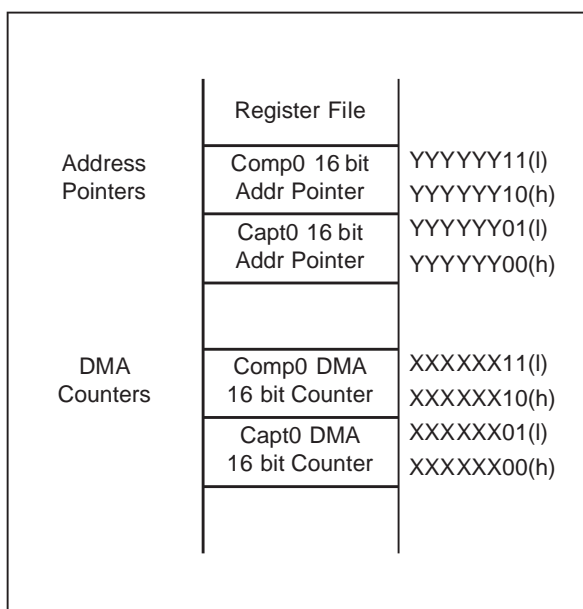 Register File
Address
Pointers
Comp0 16 bit
Addr Pointer
YYYYYY11(l)
YYYYYY10(h)
Capt0 16 bit
Addr Pointer
YYYYYY01(l)
YYYYYY00(h)
DMA
Counters
Comp0 DMA
16 bit Counter
XXXXXX11(l)
XXXXXX10(h)
Capt0 DMA
16 bit Counter
XXXXXX01(l)
XXXXXX00(h)